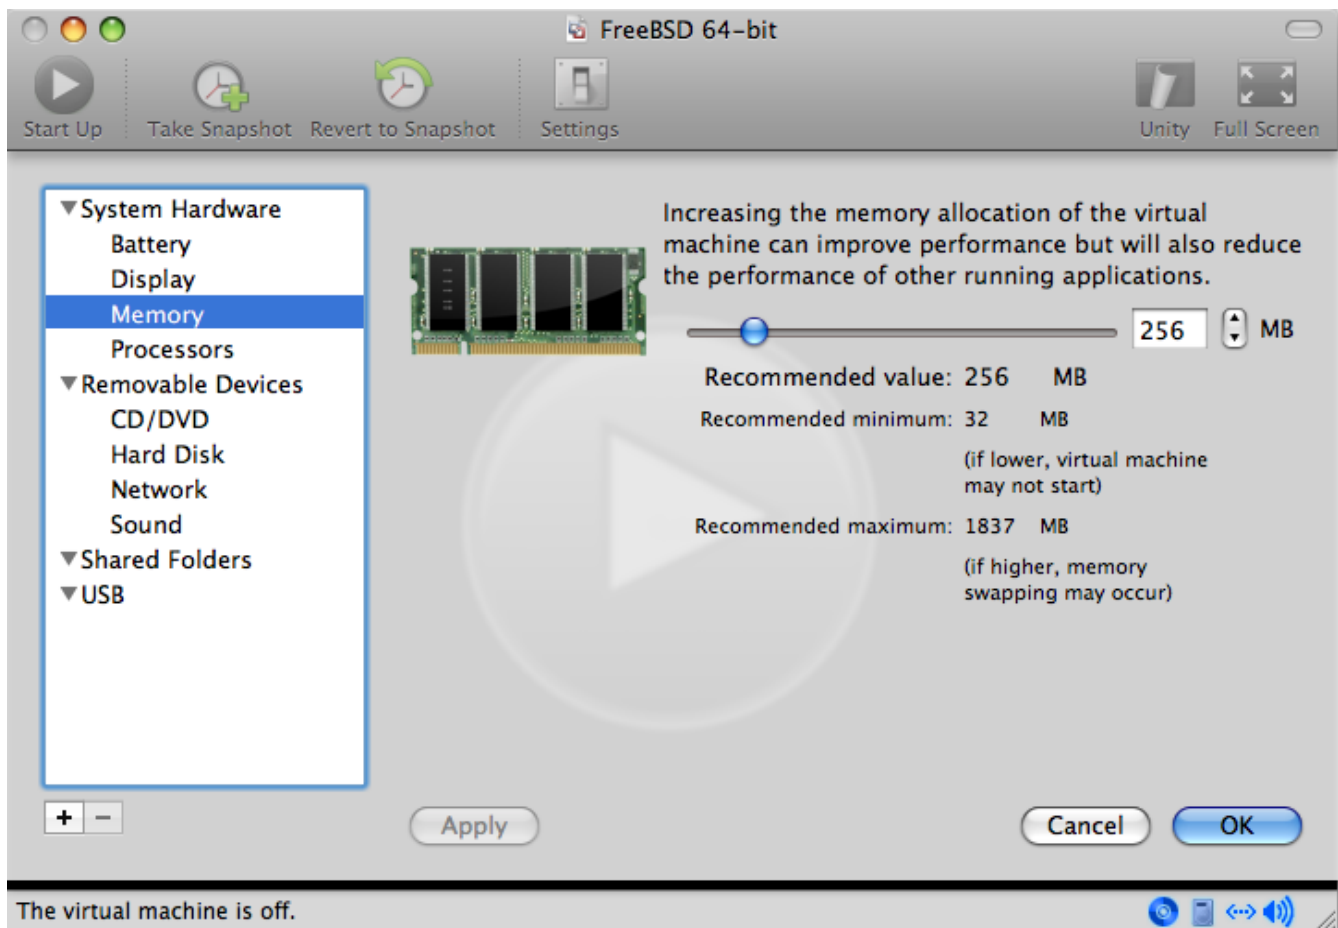 FreeBSD 64-bit
Start Up
Take Snapshot
Revert to Snapshot
Settings
Unity
Full Screen
System Hardware
Battery
Display
Memory
Processors
Removable Devices
CD/DVD
Hard Disk
Network
Sound
Shared Folders
USB
Increasing the memory allocation of the virtual
machine can improve performance but will also reduce
the performance of other running applications.
256 MB
Recommended value: 256 MB
Recommended minimum: 32 MB
(if lower, virtual machine
may not start)
Recommended maximum: 1837 MB
(if higher, memory
swapping may occur)
+ −
Apply
Cancel
OK
The virtual machine is off.